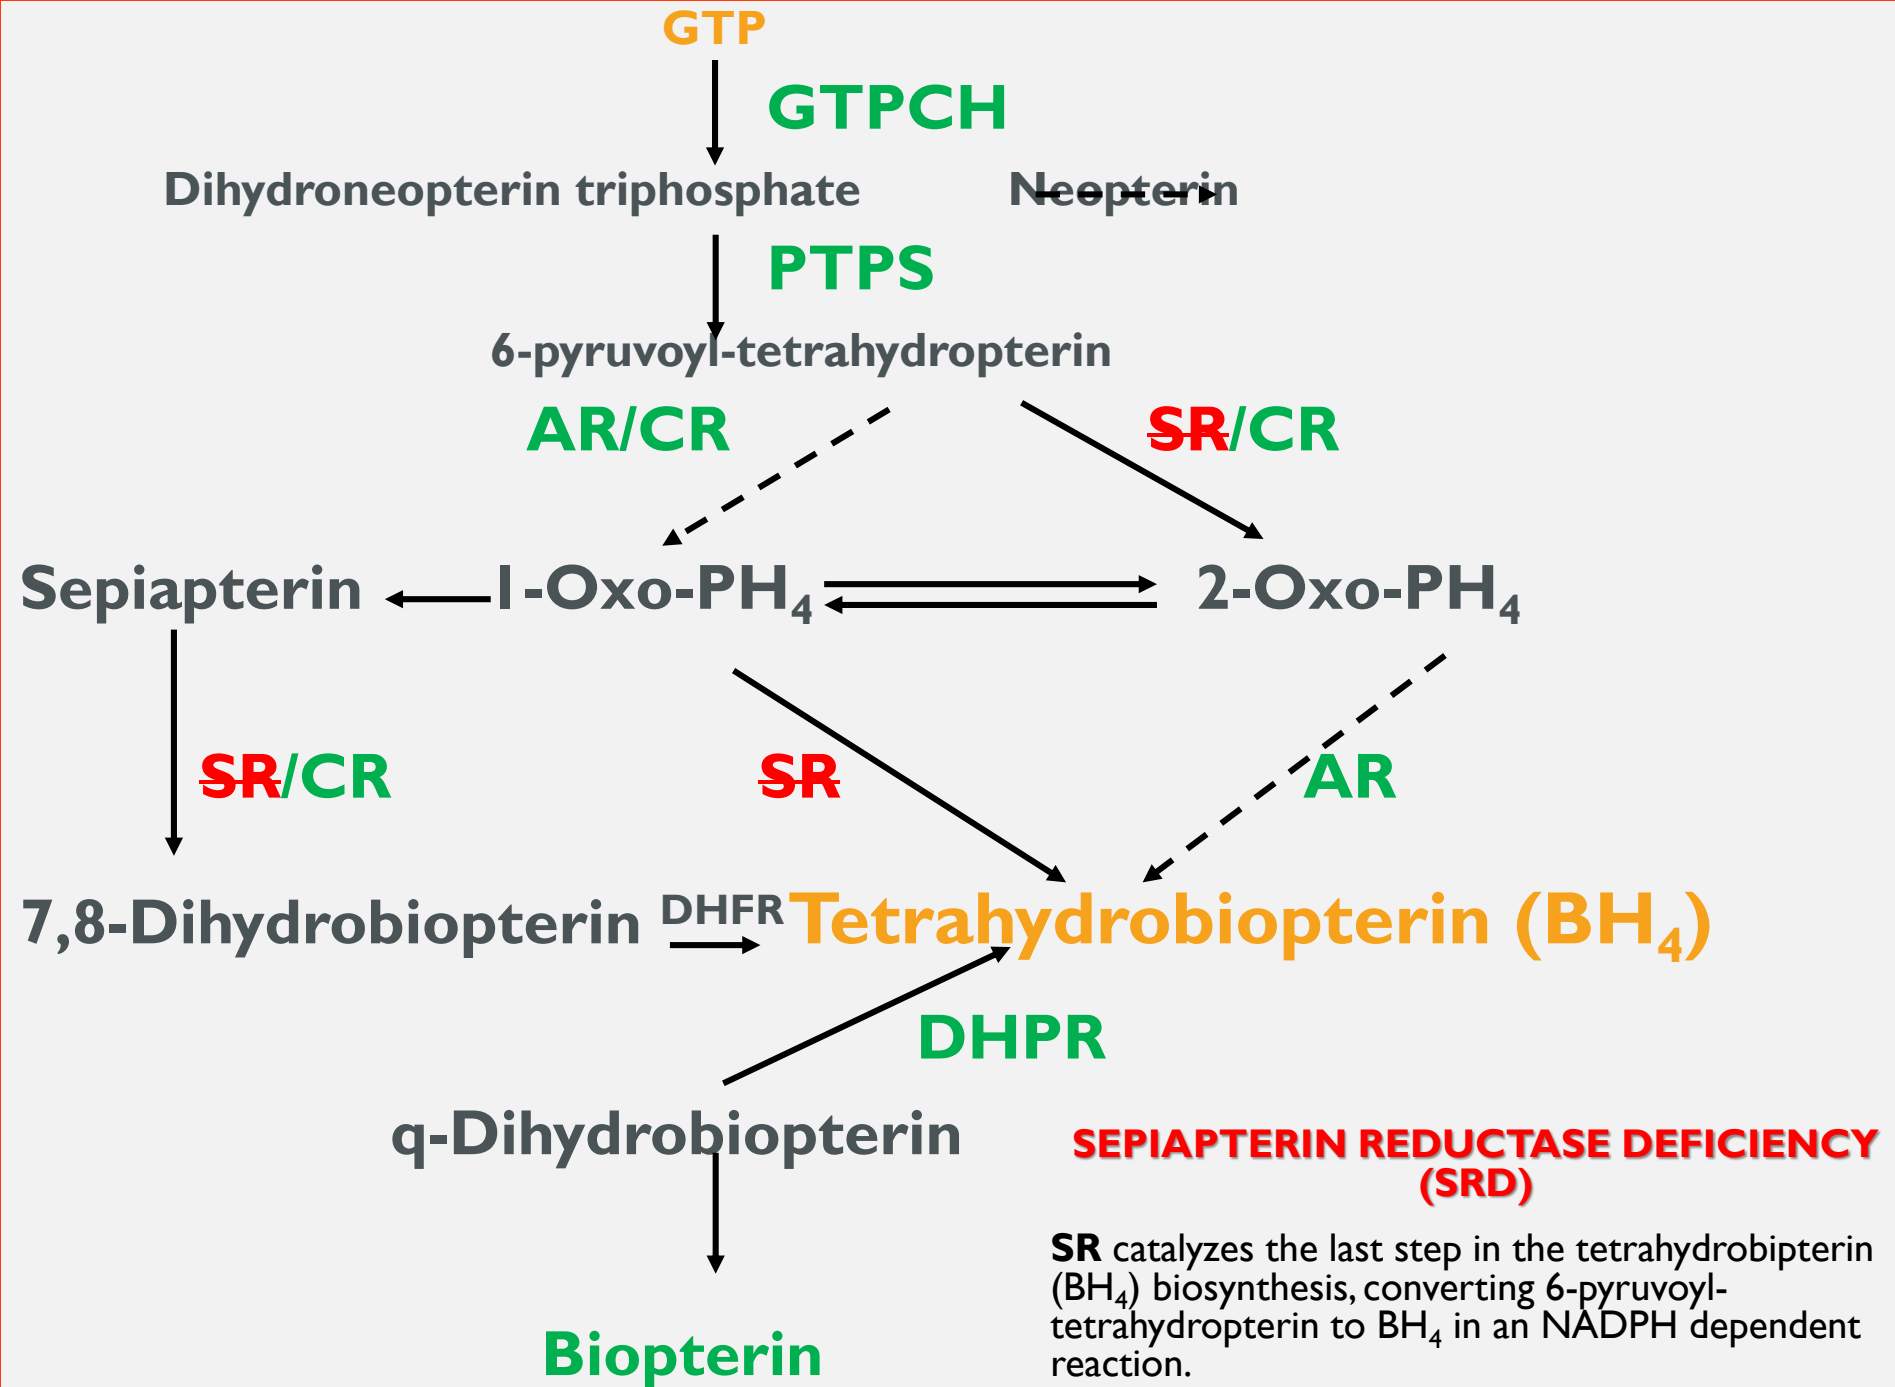 GTP
GTPCH
Dihydroneopterin triphosphate
Neopterin
PTPS
6-pyruvoyl-tetrahydropterin
AR/CR
SR/CR
Sepiapterin
1-Oxo-PH₄
2-Oxo-PH₄
SR/CR
SR
AR
7,8-Dihydrobiopterin
DHFR
Tetrahydrobiopterin (BH₄)
DHPR
q-Dihydrobiopterin
SEPIAPTERIN REDUCTASE DEFICIENCY
(SRD)
SR catalyzes the last step in the tetrahydrobipterin
(BH₄) biosynthesis, converting 6-pyruvoyl-
tetrahydropterin to BH₄ in an NADPH dependent
reaction.
Biopterin